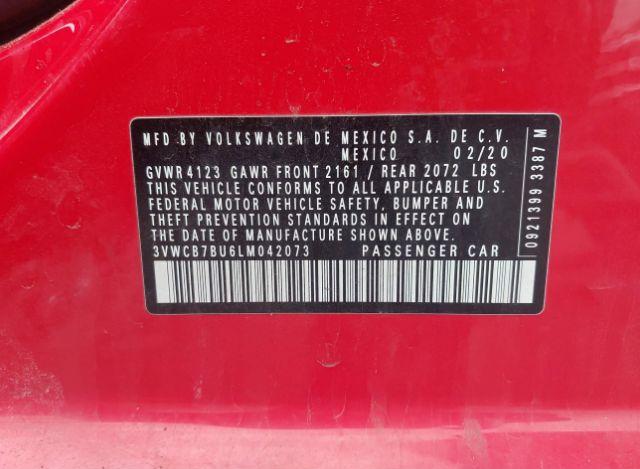 MFD BY VOLKSWAGEN DE MEXICO S.A. DE C.V.
MEXICO 02/20
GVWR 4123 GAWR FRONT 2161 / REAR 2072 LBS
THIS VEHICLE CONFORMS TO ALL APPLICABLE U.S.
FEDERAL MOTOR VEHICLE SAFETY, BUMPER AND
THEFT PREVENTION STANDARDS IN EFFECT ON
THE DATE OF MANUFACTURE SHOWN ABOVE.
3VWCB7BU6LM042073 PASSENGER CAR
0921399 3387 M